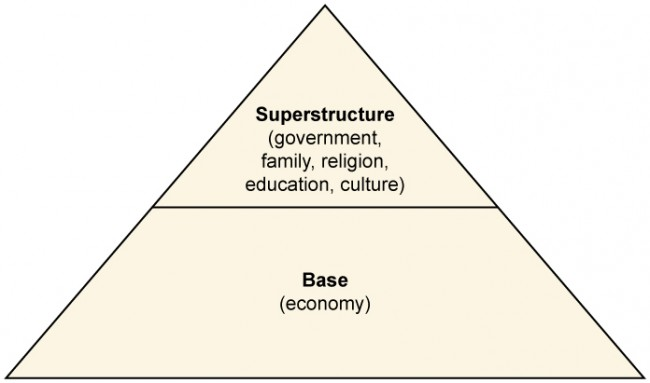 Superstructure
(government,
family, religion,
education, culture)
Base
(economy)